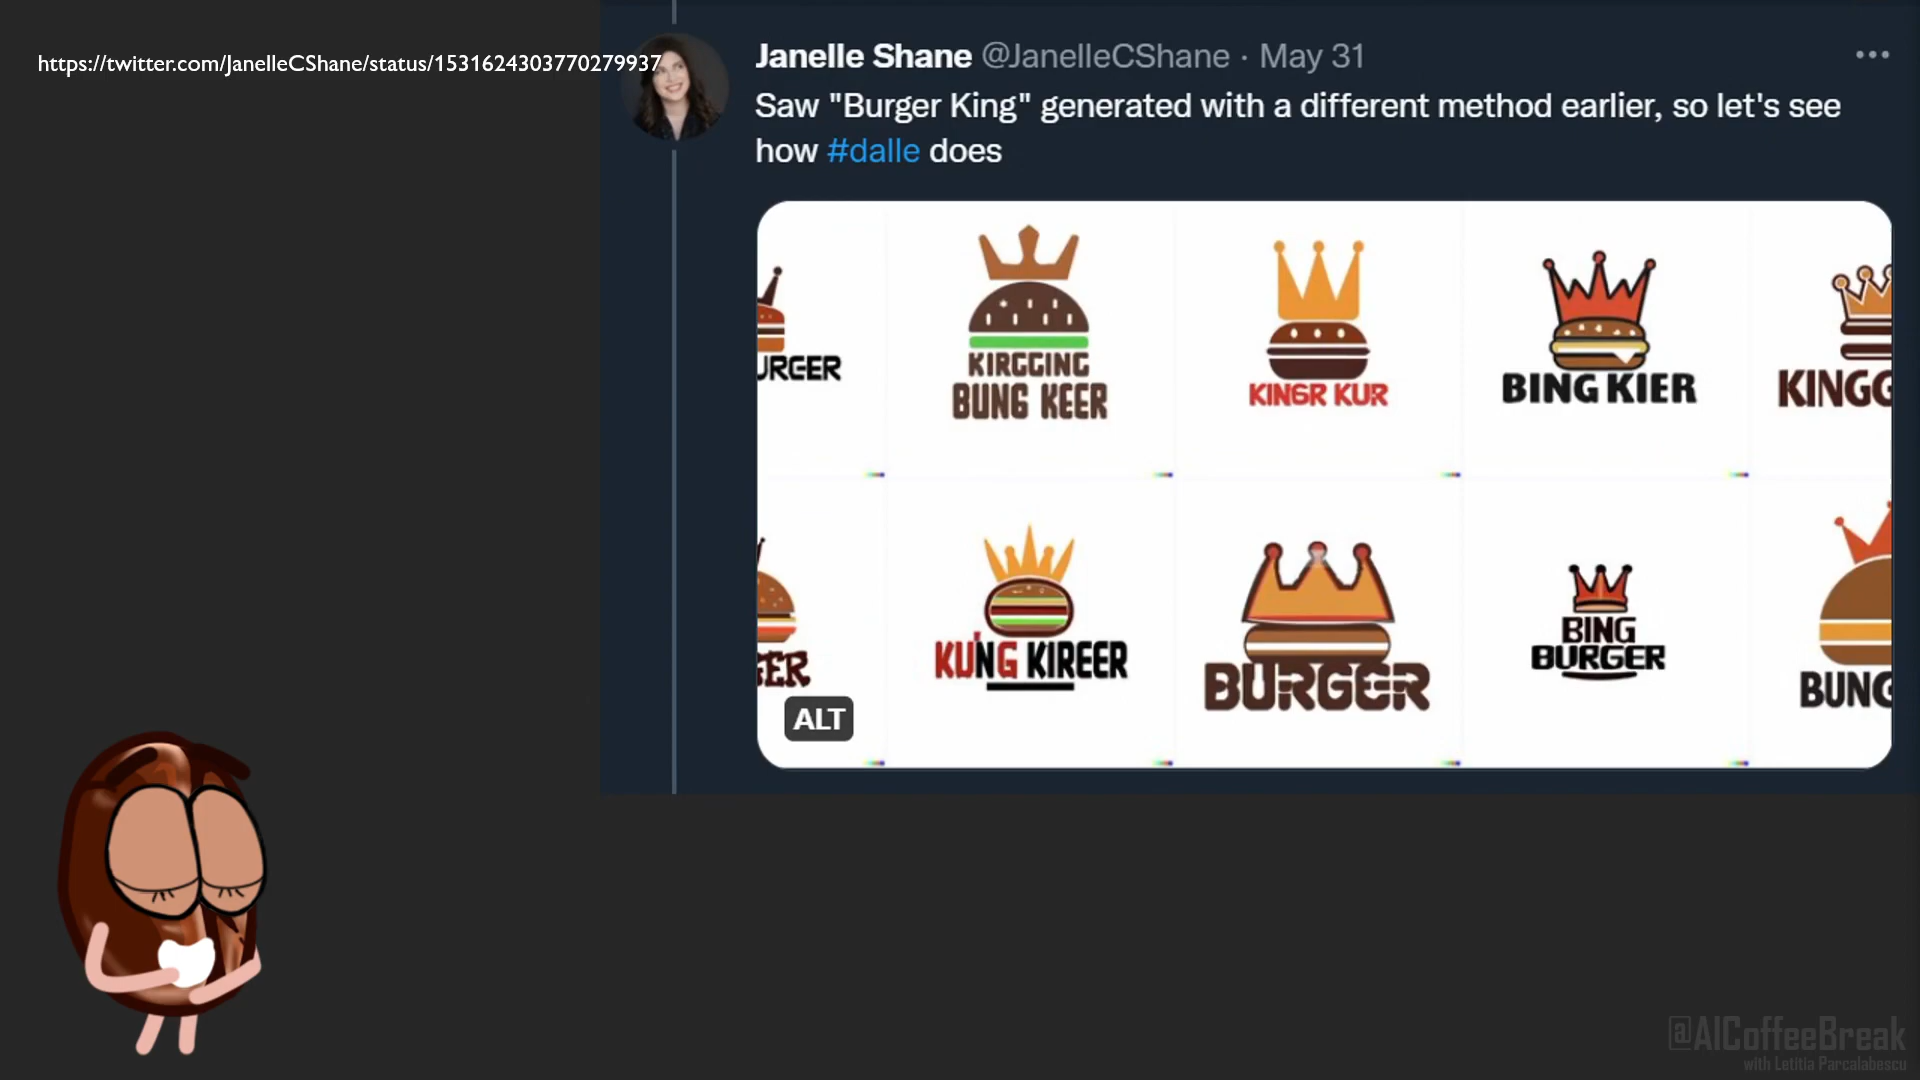 https://twitter.com/JanelleCShane/status/1531624303770279937
Janelle Shane @JanelleCShane · May 31
Saw "Burger King" generated with a different method earlier, so let's see
how #dalle does
URGER
KIRGGING
BUNG KEER
KINGR KUR
BING KIER
KINGG
GER
KUNG KIREER
BURGER
BING
BURGER
BUNG
ALT
@AICoffeeBreak
with Letitia Parcalabescu